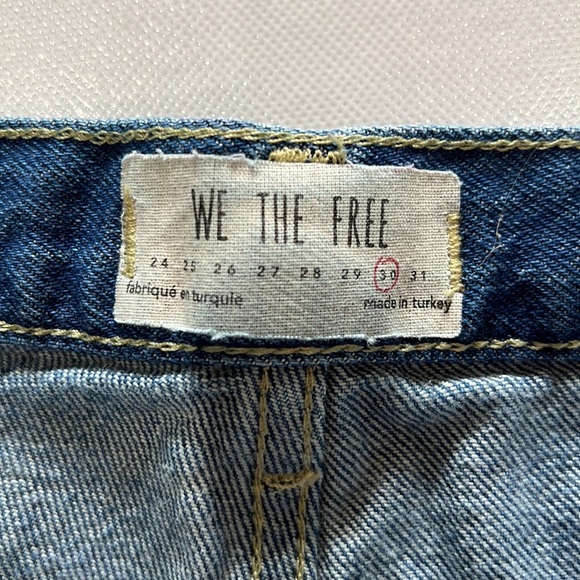 WE THE FREE
24 25 26 27 28 29 30 31
fabriqué en turquie made in turkey